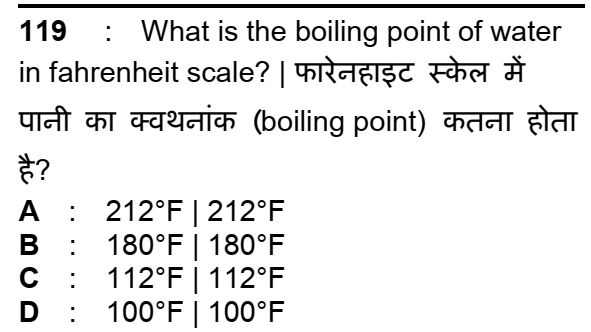 119 : What is the boiling point of water
in fahrenheit scale? | फारेनहाइट स्केल में
पानी का क्वथनांक (boiling point) कतना होता
है?
A : 212°F | 212°F
B : 180°F | 180°F
C : 112°F | 112°F
D : 100°F | 100°F